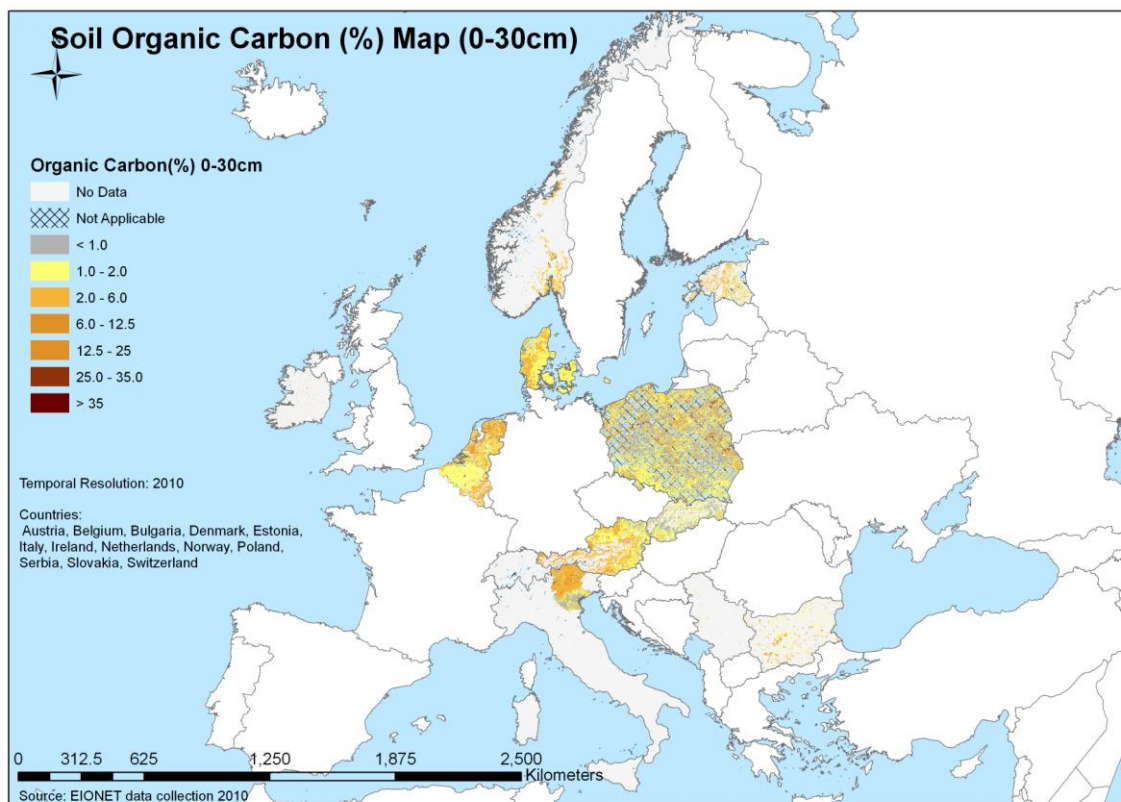 Soil Organic Carbon (%) Map (0-30cm)
Organic Carbon(%) 0-30cm
No Data
Not Applicable
< 1.0
1.0 - 2.0
2.0 - 6.0
6.0 - 12.5
12.5 - 25
25.0 - 35.0
> 35
Temporal Resolution: 2010
Countries:
Austria, Belgium, Bulgaria, Denmark, Estonia,
Italy, Ireland, Netherlands, Norway, Poland,
Serbia, Slovakia, Switzerland
0 312.5 625 1,250 1,875 2,500
Kilometers
Source: EIONET data collection 2010